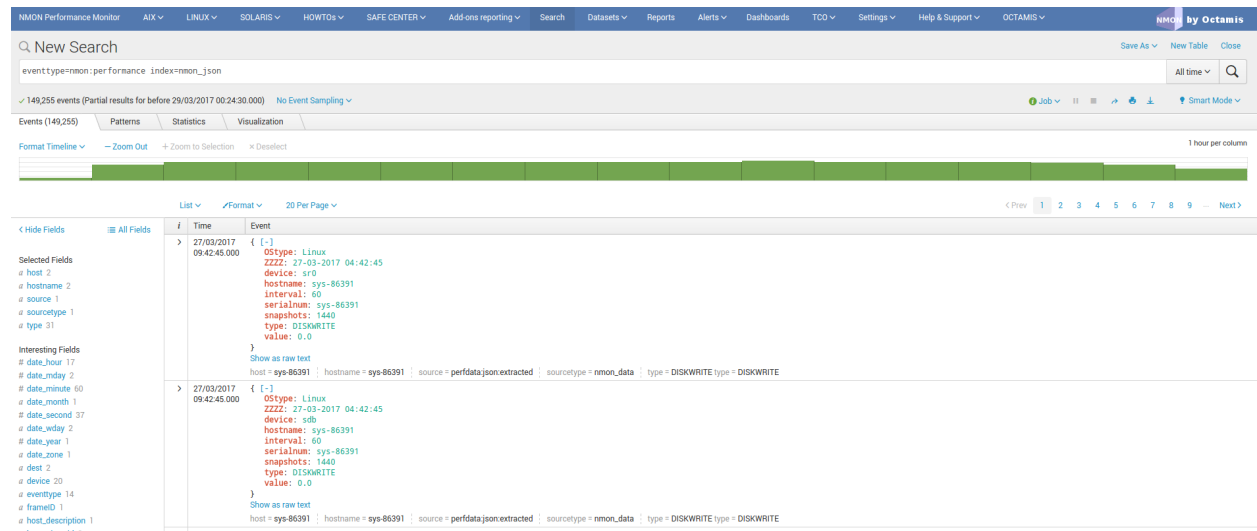 NMON Performance Monitor AIX LINUX SOLARIS HOWTOs SAFE CENTER Add-ons reporting Search Datasets Reports Alerts Dashboards TCO Settings Help & Support OCTAMIS NMON by Octamis
New Search Save As New Table Close
eventtype=nmon:performance index=nmon_json All time
✓ 149,255 events (Partial results for before 29/03/2017 00:24:30.000) No Event Sampling Job Smart Mode
Events (149,255) Patterns Statistics Visualization
Format Timeline — Zoom Out + Zoom to Selection × Deselect 1 hour per column
List Format 20 Per Page < Prev 1 2 3 4 5 6 7 8 9 ... Next >
< Hide Fields All Fields i Time Event
Selected Fields
a host 2
a hostname 2
a source 1
a sourcetype 1
a type 31
Interesting Fields
# date_hour 17
# date_mday 2
# date_minute 60
a date_month 1
# date_second 37
a date_wday 2
# date_year 1
a date_zone 1
a dest 2
a device 20
a eventtype 14
a frameID 1
a host_description 1
> 27/03/2017 { [-]
09:42:45.000 OStype: Linux
ZZZZ: 27-03-2017 04:42:45
device: sr0
hostname: sys-86391
interval: 60
serialnum: sys-86391
snapshots: 1440
type: DISKWRITE
value: 0.0
}
Show as raw text
host = sys-86391 hostname = sys-86391 source = perfdata:json:extracted sourcetype = nmon_data type = DISKWRITE type = DISKWRITE
> 27/03/2017 { [-]
09:42:45.000 OStype: Linux
ZZZZ: 27-03-2017 04:42:45
device: sdb
hostname: sys-86391
interval: 60
serialnum: sys-86391
snapshots: 1440
type: DISKWRITE
value: 0.0
}
Show as raw text
host = sys-86391 hostname = sys-86391 source = perfdata:json:extracted sourcetype = nmon_data type = DISKWRITE type = DISKWRITE